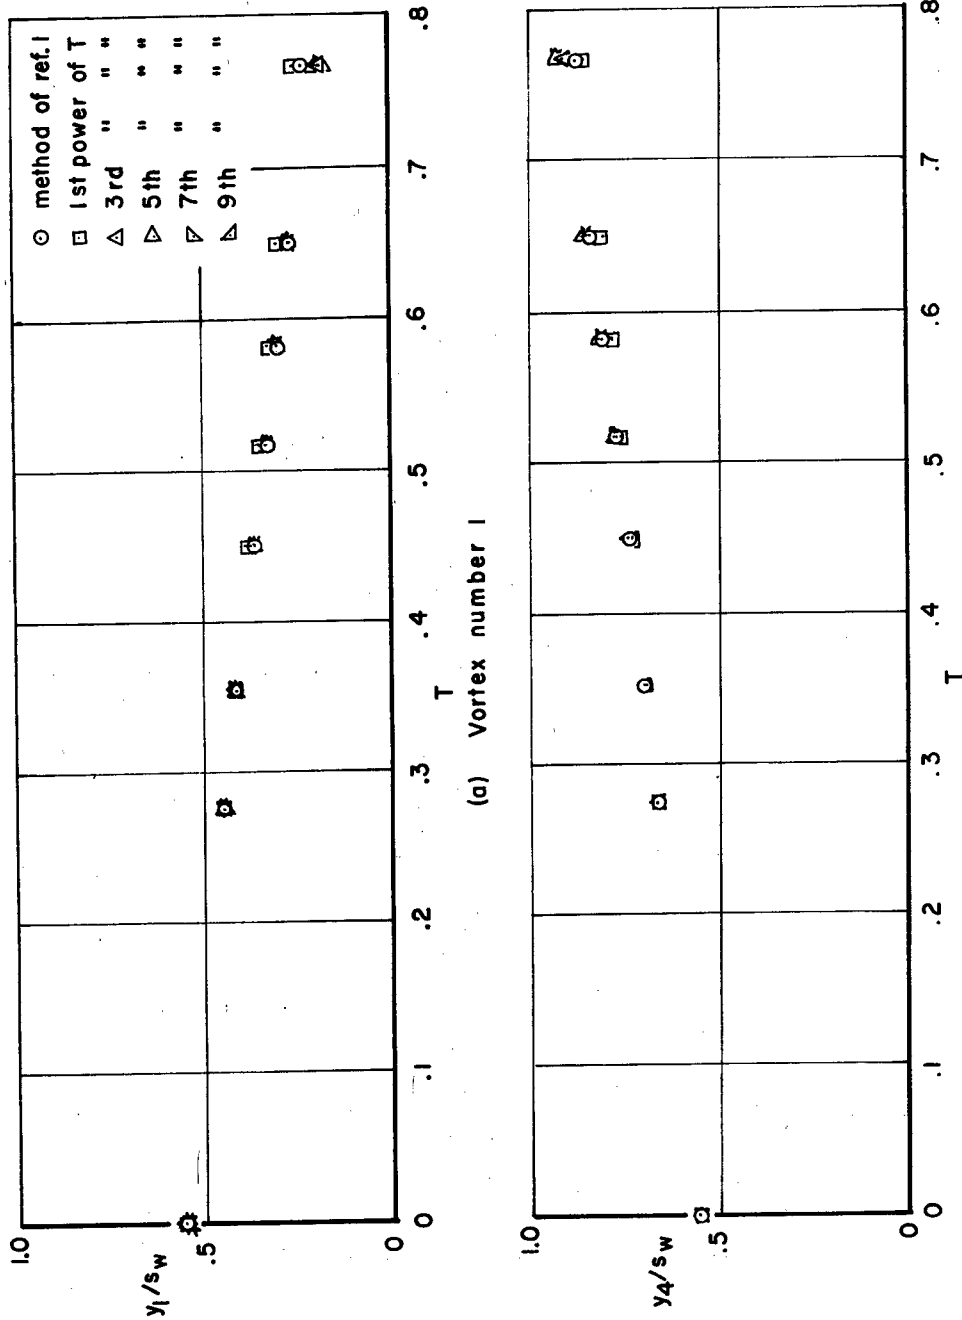 1.0
y1/sw
.5
0
⊙ method of ref. 1
⊡ 1st power of T
3rd " " "
5th " " "
7th " " "
9th " " "
0 .1 .2 .3 .4 .5 .6 .7 .8
T
(a) Vortex number 1
1.0
y4/sw
.5
0
0 .1 .2 .3 .4 .5 .6 .7 .8
T